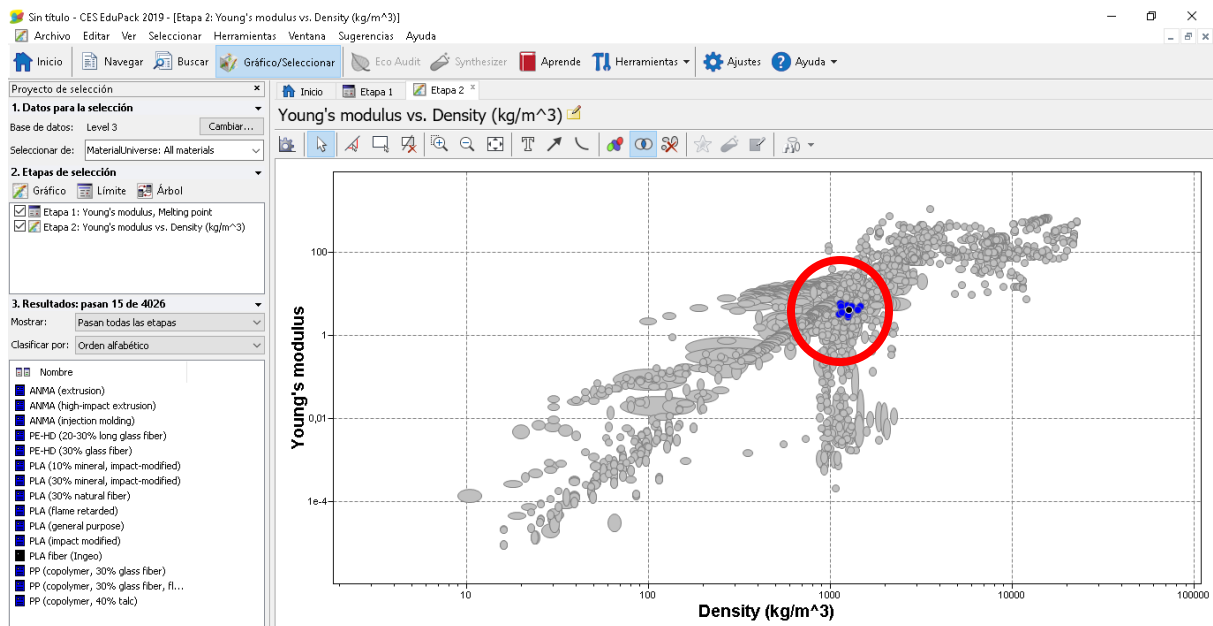 Sin título - CES EduPack 2019 - [Etapa 2: Young's modulus vs. Density (kg/m^3)]
Archivo Editar Ver Seleccionar Herramientas Ventana Sugerencias Ayuda
Inicio Navegar Buscar Gráfico/Seleccionar Eco Audit Synthesizer Aprende Herramientas Ajustes Ayuda
Proyecto de selección
1. Datos para la selección
Base de datos: Level 3 Cambiar...
Seleccionar de: MaterialUniverse: All materials
2. Etapas de selección
Gráfico Límite Árbol
Etapa 1: Young's modulus, Melting point
Etapa 2: Young's modulus vs. Density (kg/m^3)
3. Resultados: pasan 15 de 4026
Mostrar: Pasan todas las etapas
Clasificar por: Orden alfabético
Nombre
ANMA (extrusion)
ANMA (high-impact extrusion)
ANMA (injection molding)
PE-HD (20-30% long glass fiber)
PE-HD (30% glass fiber)
PLA (10% mineral, impact-modified)
PLA (30% mineral, impact-modified)
PLA (30% natural fiber)
PLA (flame retarded)
PLA (general purpose)
PLA (impact modified)
PLA fiber (Ingeo)
PP (copolymer, 30% glass fiber)
PP (copolymer, 30% glass fiber, fl...
PP (copolymer, 40% talc)
Inicio Etapa 1 Etapa 2
Young's modulus vs. Density (kg/m^3)
Young's modulus
100
1
0,01
1e-4
10 100 1000 10000 100000
Density (kg/m^3)